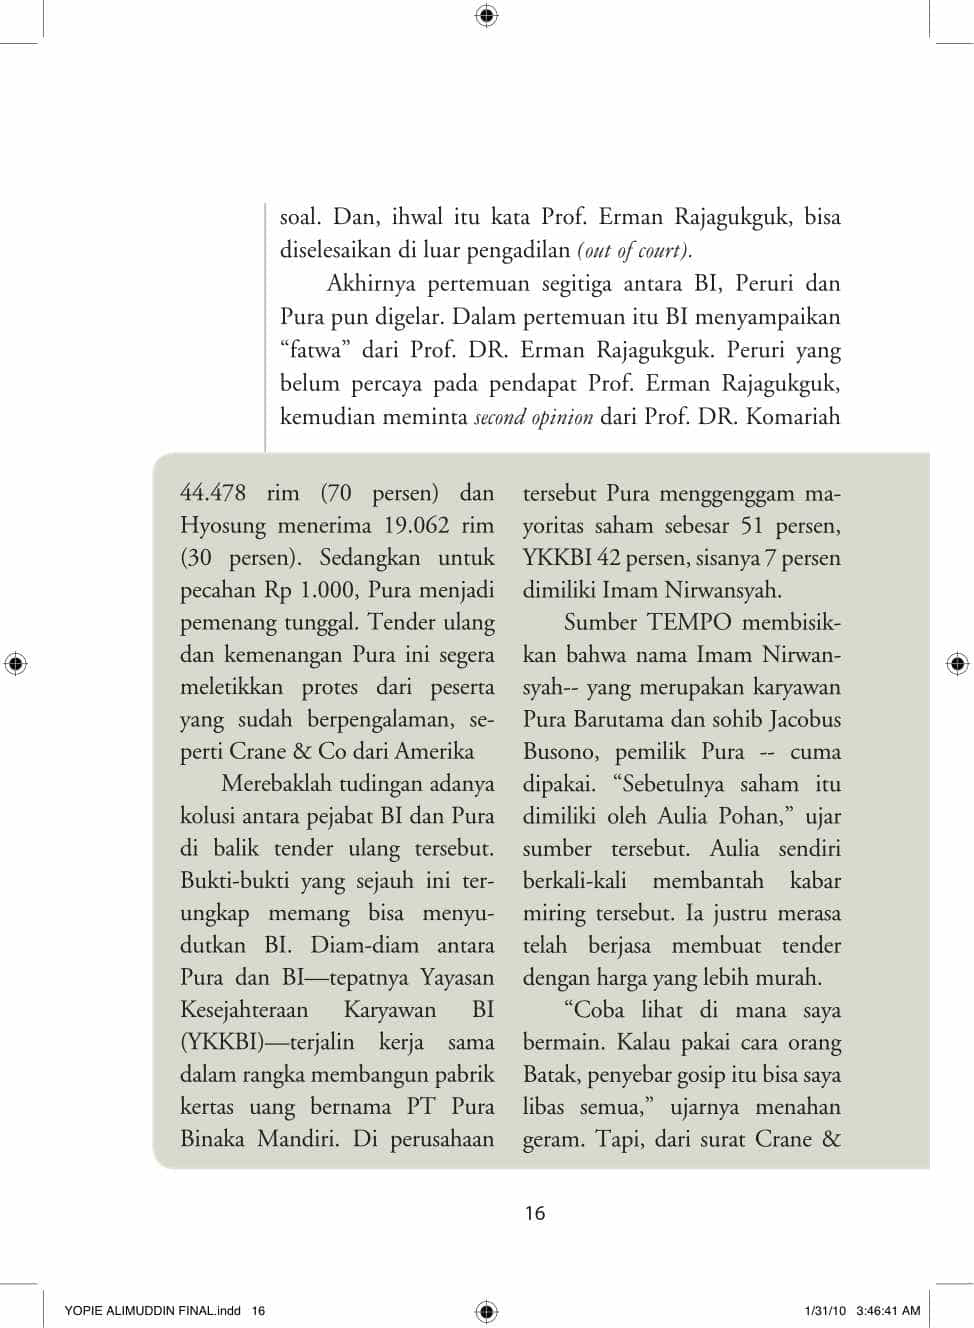 soal. Dan, ihwal itu kata Prof. Erman Rajagukguk, bisa
diselesaikan di luar pengadilan (out of court).
Akhirnya pertemuan segitiga antara BI, Peruri dan
Pura pun digelar. Dalam pertemuan itu BI menyampaikan
“fatwa” dari Prof. DR. Erman Rajagukguk. Peruri yang
belum percaya pada pendapat Prof. Erman Rajagukguk,
kemudian meminta second opinion dari Prof. DR. Komariah
44.478 rim (70 persen) dan
Hyosung menerima 19.062 rim
(30 persen). Sedangkan untuk
pecahan Rp 1.000, Pura menjadi
pemenang tunggal. Tender ulang
dan kemenangan Pura ini segera
meletikkan protes dari peserta
yang sudah berpengalaman, se-
perti Crane & Co dari Amerika
Merebaklah tudingan adanya
kolusi antara pejabat BI dan Pura
di balik tender ulang tersebut.
Bukti-bukti yang sejauh ini ter-
ungkap memang bisa menyu-
dutkan BI. Diam-diam antara
Pura dan BI—tepatnya Yayasan
Kesejahteraan Karyawan BI
(YKKBI)—terjalin kerja sama
dalam rangka membangun pabrik
kertas uang bernama PT Pura
Binaka Mandiri. Di perusahaan
tersebut Pura menggenggam ma-
yoritas saham sebesar 51 persen,
YKKBI 42 persen, sisanya 7 persen
dimiliki Imam Nirwansyah.
Sumber TEMPO membisik-
kan bahwa nama Imam Nirwan-
syah-- yang merupakan karyawan
Pura Barutama dan sohib Jacobus
Busono, pemilik Pura -- cuma
dipakai. “Sebetulnya saham itu
dimiliki oleh Aulia Pohan,” ujar
sumber tersebut. Aulia sendiri
berkali-kali membantah kabar
miring tersebut. Ia justru merasa
telah berjasa membuat tender
dengan harga yang lebih murah.
“Coba lihat di mana saya
bermain. Kalau pakai cara orang
Batak, penyebar gosip itu bisa saya
libas semua,” ujarnya menahan
geram. Tapi, dari surat Crane &
16
YOPIE ALIMUDDIN FINAL.indd 16
1/31/10 3:46:41 AM